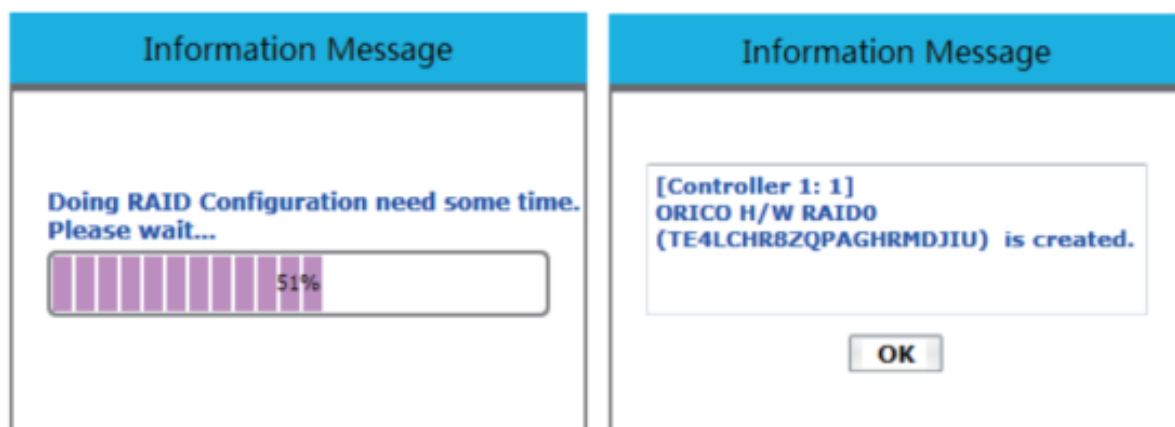 Information Message
Doing RAID Configuration need some time.
Please wait...
51%
Information Message
[Controller 1: 1]
ORICO H/W RAID0
(TE4LCHR8ZQPAGHRMDJIU) is created.
OK